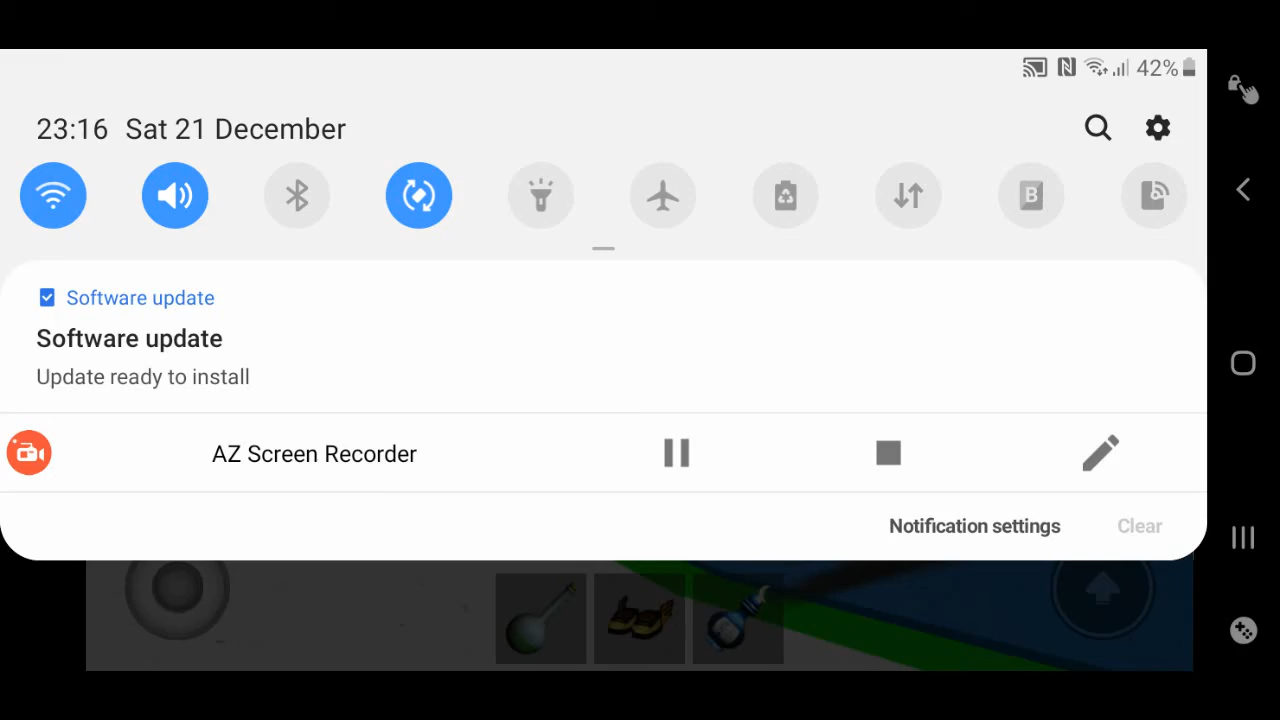 42%
23:16 Sat 21 December
B
Software update
Software update
Update ready to install
AZ Screen Recorder
Notification settings Clear